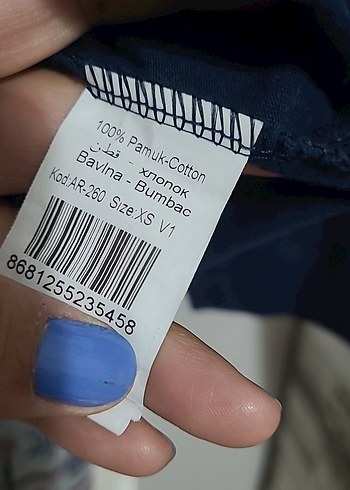 100% Pamuk-Cotton
قطن - хлопок
Bavlna - Bumbac
Kod:AR-260 Size:XS V1
8681255235458